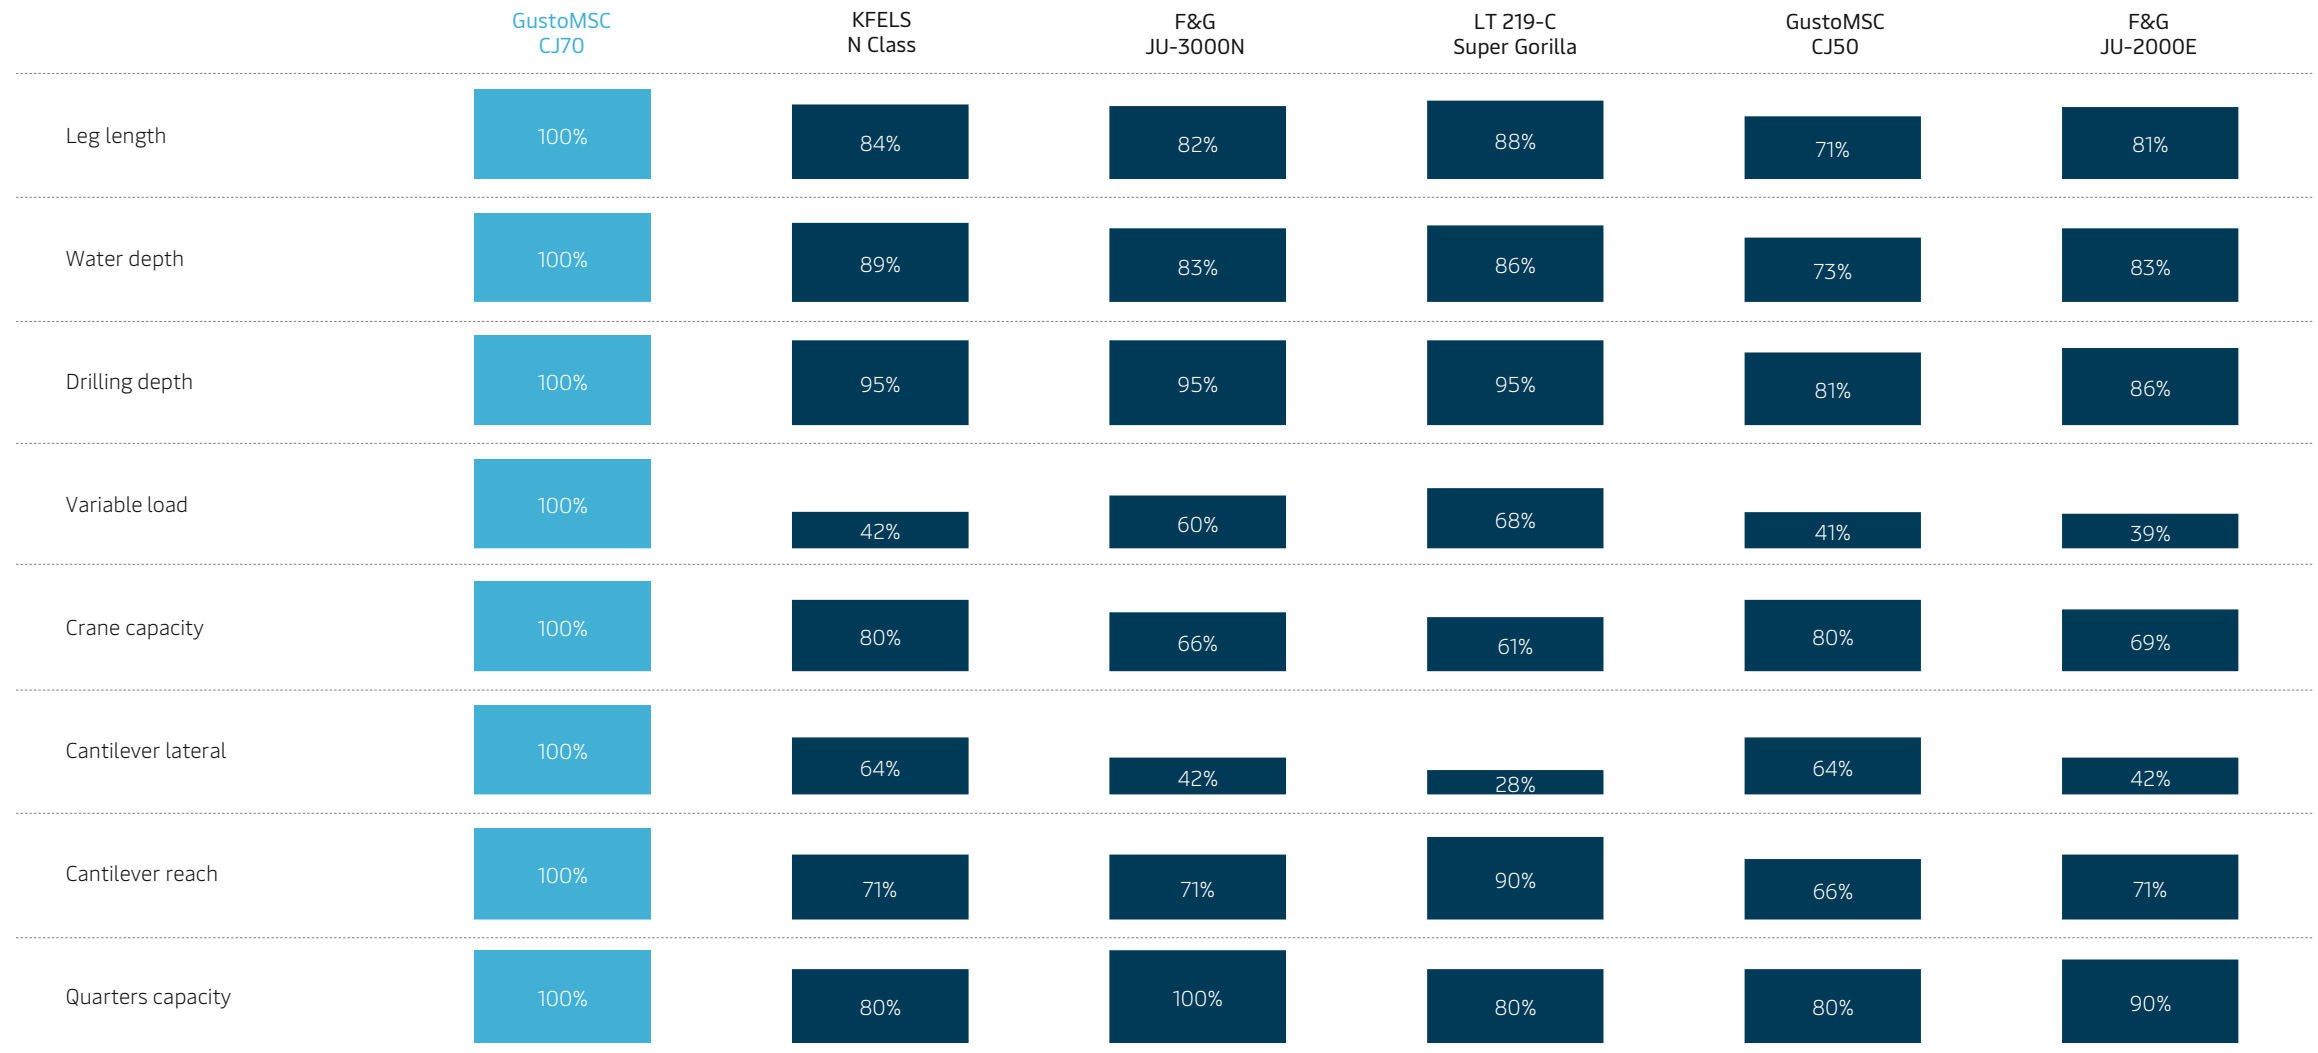 GustoMSC
CJ70
KFELS
N Class
F&G
JU-3000N
LT 219-C
Super Gorilla
GustoMSC
CJ50
F&G
JU-2000E
Leg length
100%
84%
82%
88%
71%
81%
Water depth
100%
89%
83%
86%
73%
83%
Drilling depth
100%
95%
95%
95%
81%
86%
Variable load
100%
42%
60%
68%
41%
39%
Crane capacity
100%
80%
66%
61%
80%
69%
Cantilever lateral
100%
64%
42%
28%
64%
42%
Cantilever reach
100%
71%
71%
90%
66%
71%
Quarters capacity
100%
80%
100%
80%
80%
90%